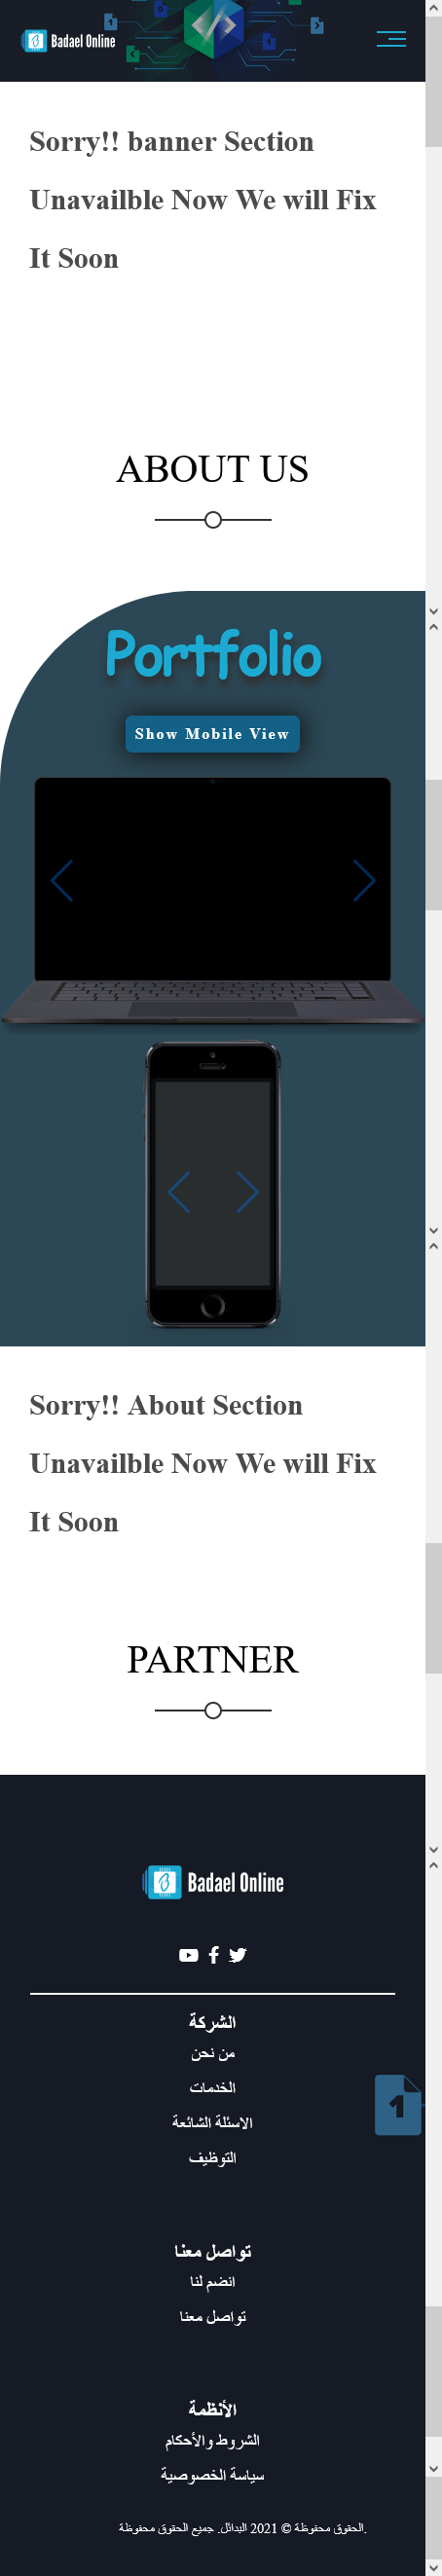 Badael Online
Sorry!! banner Section
Unavailble Now We will Fix
It Soon
ABOUT US
Portfolio
Show Mobile View
Sorry!! About Section
Unavailble Now We will Fix
It Soon
PARTNER
Badael Online
الشركة
من نحن
الخدمات
الاسئلة الشائعة
التوظيف
1
تواصل معنا
انضم لنا
تواصل معنا
الأنظمة
الشروط والأحكام
سياسة الخصوصية
الحقوق محفوظة © 2021 البدائل. جميع الحقوق محفوظة.